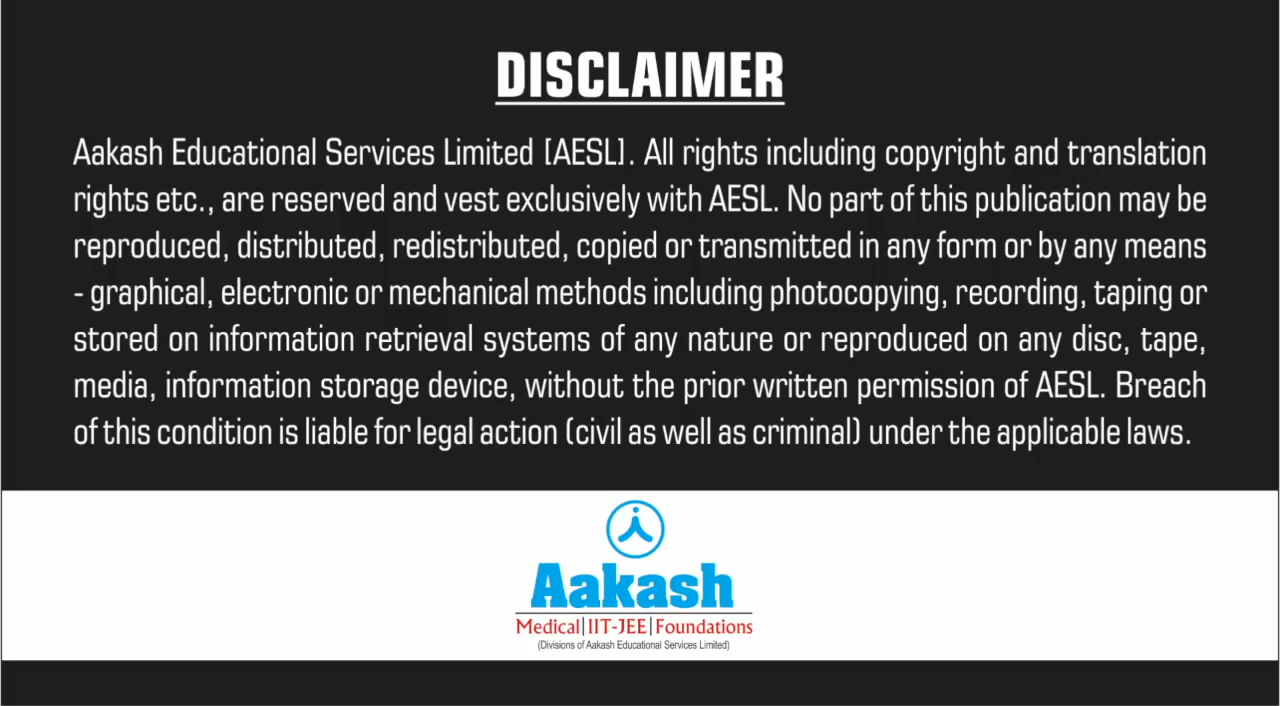 DISCLAIMER
Aakash Educational Services Limited [AESL]. All rights including copyright and translation
rights etc., are reserved and vest exclusively with AESL. No part of this publication may be
reproduced, distributed, redistributed, copied or transmitted in any form or by any means
- graphical, electronic or mechanical methods including photocopying, recording, taping or
stored on information retrieval systems of any nature or reproduced on any disc, tape,
media, information storage device, without the prior written permission of AESL. Breach
of this condition is liable for legal action (civil as well as criminal) under the applicable laws.
Aakash
Medical|IIT-JEE|Foundations
(Divisions of Aakash Educational Services Limited)